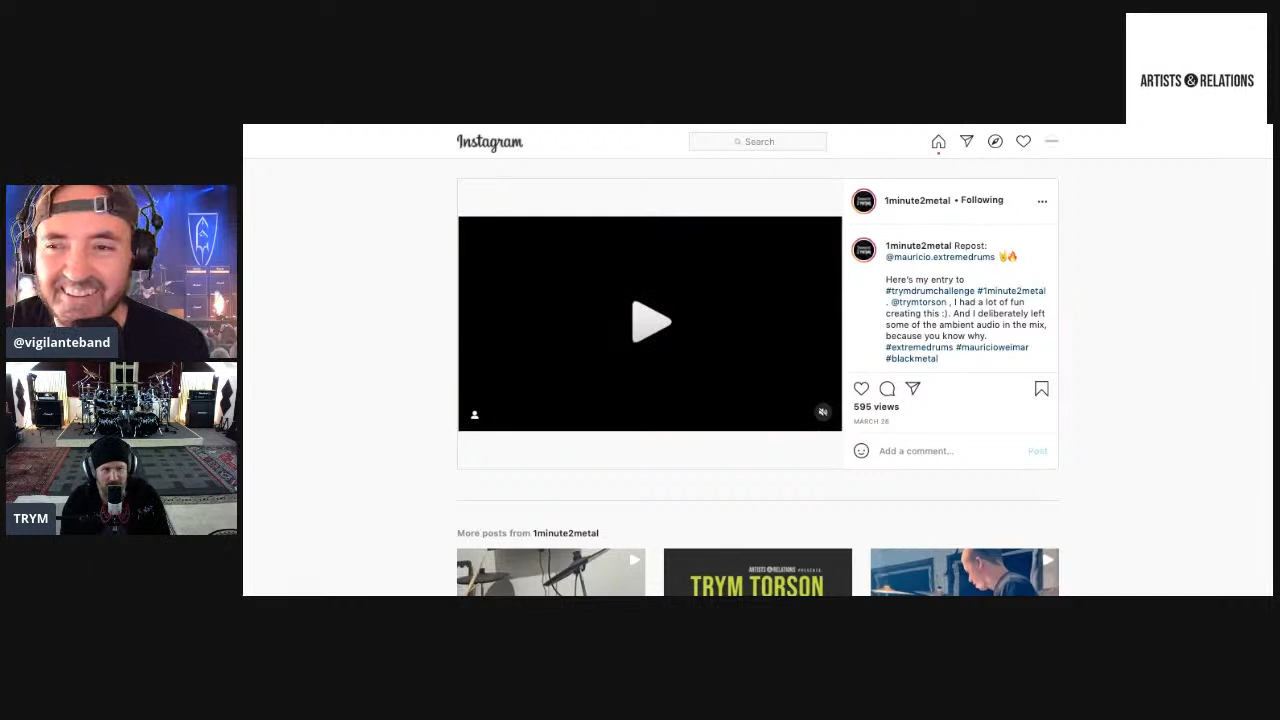 ARTISTS & RELATIONS
Instagram
Search
1minute2metal • Following
1minute2metal Repost:
@mauricio.extremedrums 🤘🔥
Here's my entry to
#trymdrumchallenge #1minute2metal
. @trymtorson , I had a lot of fun
creating this :). And I deliberately left
some of the ambient audio in the mix,
because you know why.
#extremedrums #mauricioweimar
#blackmetal
595 views
MARCH 28
Add a comment...
Post
@vigilanteband
TRYM
More posts from 1minute2metal
ARTISTS & RELATIONS PRESENTS
TRYM TORSON